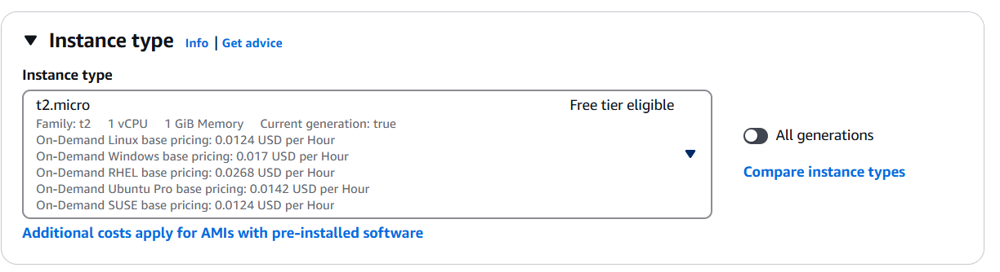 Instance type Info | Get advice
Instance type
t2.micro Free tier eligible
Family: t2 1 vCPU 1 GiB Memory Current generation: true
On-Demand Linux base pricing: 0.0124 USD per Hour
On-Demand Windows base pricing: 0.017 USD per Hour
On-Demand RHEL base pricing: 0.0268 USD per Hour
On-Demand Ubuntu Pro base pricing: 0.0142 USD per Hour
On-Demand SUSE base pricing: 0.0124 USD per Hour
All generations
Compare instance types
Additional costs apply for AMIs with pre-installed software